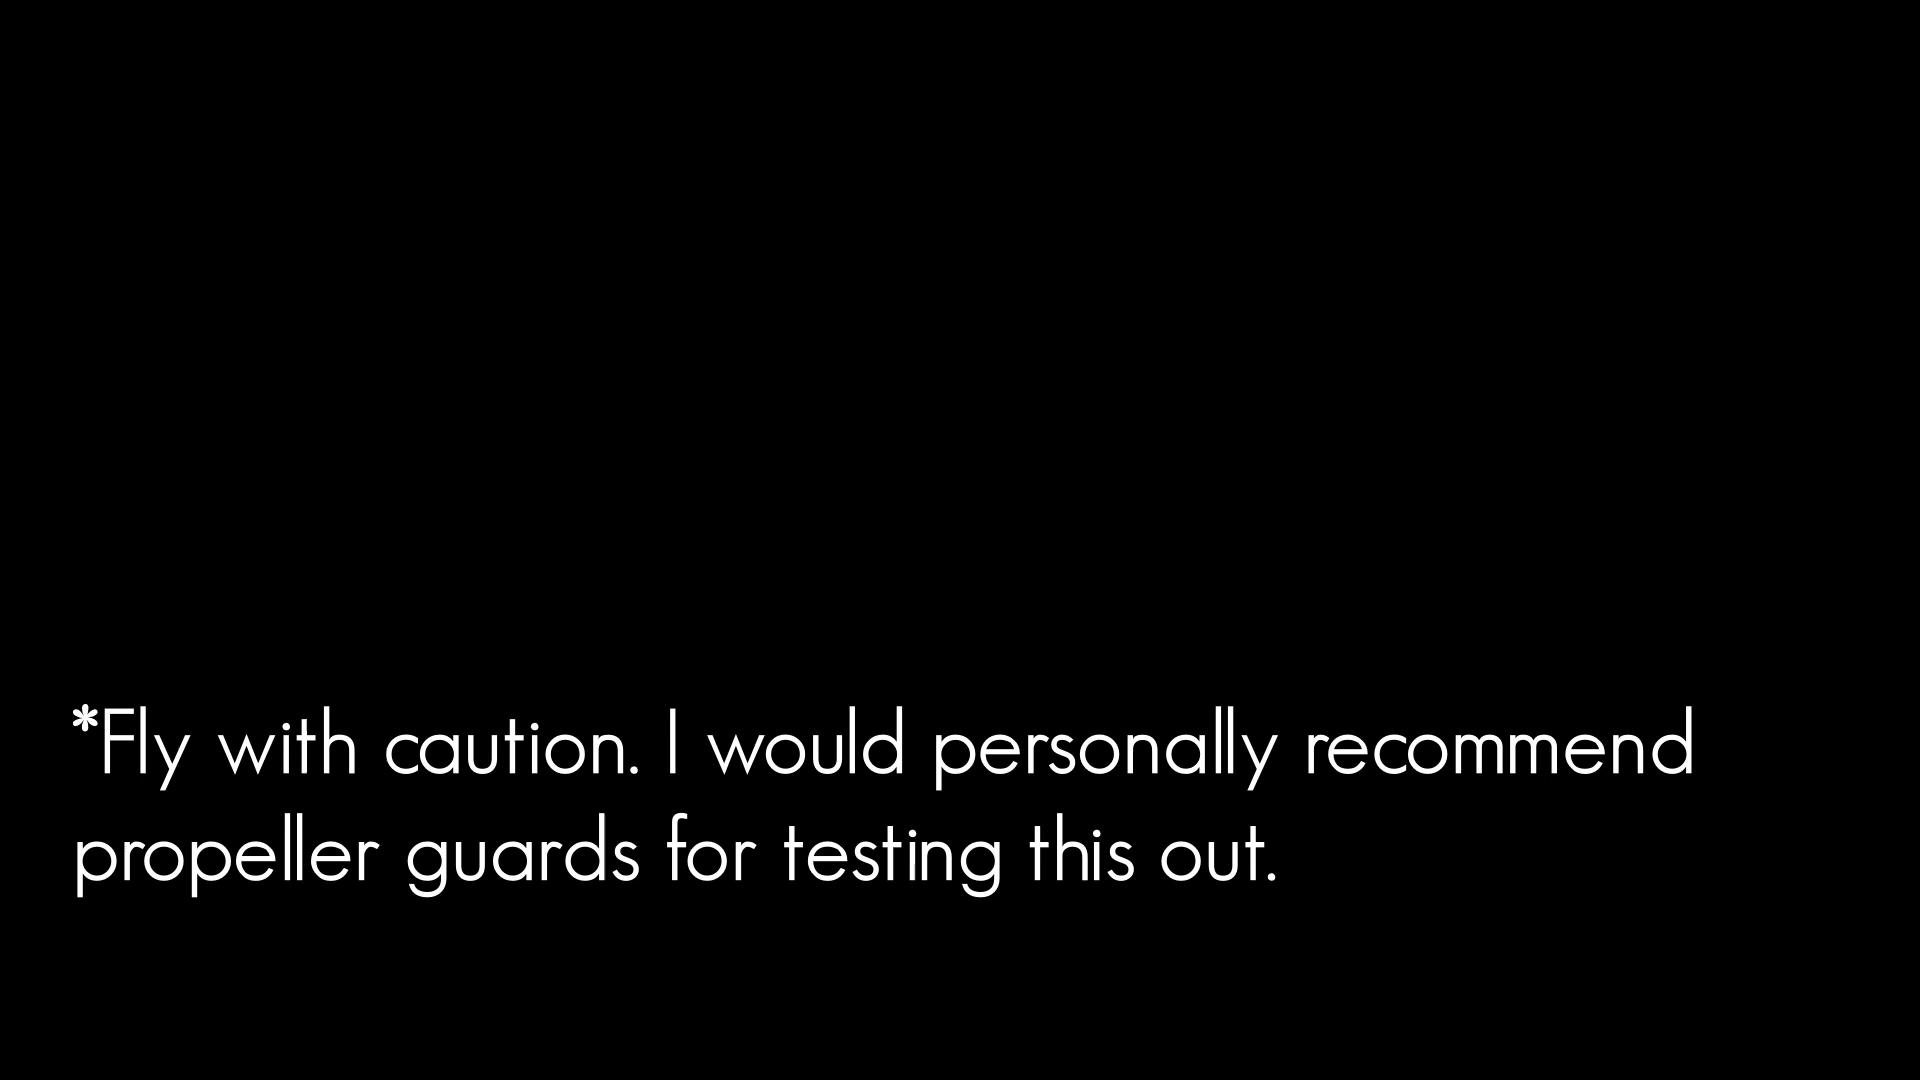 *Fly with caution. I would personally recommend
propeller guards for testing this out.